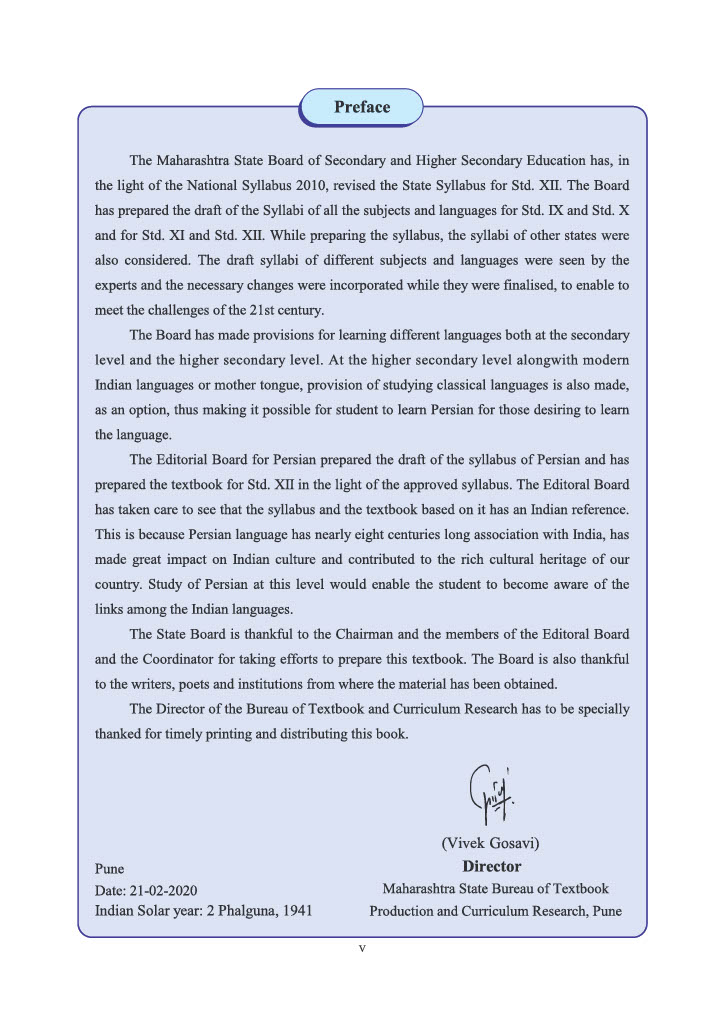 Preface
The Maharashtra State Board of Secondary and Higher Secondary Education has, in
the light of the National Syllabus 2010, revised the State Syllabus for Std. XII. The Board
has prepared the draft of the Syllabi of all the subjects and languages for Std. IX and Std. X
and for Std. XI and Std. XII. While preparing the syllabus, the syllabi of other states were
also considered. The draft syllabi of different subjects and languages were seen by the
experts and the necessary changes were incorporated while they were finalised, to enable to
meet the challenges of the 21st century.
The Board has made provisions for learning different languages both at the secondary
level and the higher secondary level. At the higher secondary level alongwith modern
Indian languages or mother tongue, provision of studying classical languages is also made,
as an option, thus making it possible for student to learn Persian for those desiring to learn
the language.
The Editorial Board for Persian prepared the draft of the syllabus of Persian and has
prepared the textbook for Std. XII in the light of the approved syllabus. The Editoral Board
has taken care to see that the syllabus and the textbook based on it has an Indian reference.
This is because Persian language has nearly eight centuries long association with India, has
made great impact on Indian culture and contributed to the rich cultural heritage of our
country. Study of Persian at this level would enable the student to become aware of the
links among the Indian languages.
The State Board is thankful to the Chairman and the members of the Editoral Board
and the Coordinator for taking efforts to prepare this textbook. The Board is also thankful
to the writers, poets and institutions from where the material has been obtained.
The Director of the Bureau of Textbook and Curriculum Research has to be specially
thanked for timely printing and distributing this book.
(Vivek Gosavi)
Director
Maharashtra State Bureau of Textbook
Production and Curriculum Research, Pune
Pune
Date: 21-02-2020
Indian Solar year: 2 Phalguna, 1941
v